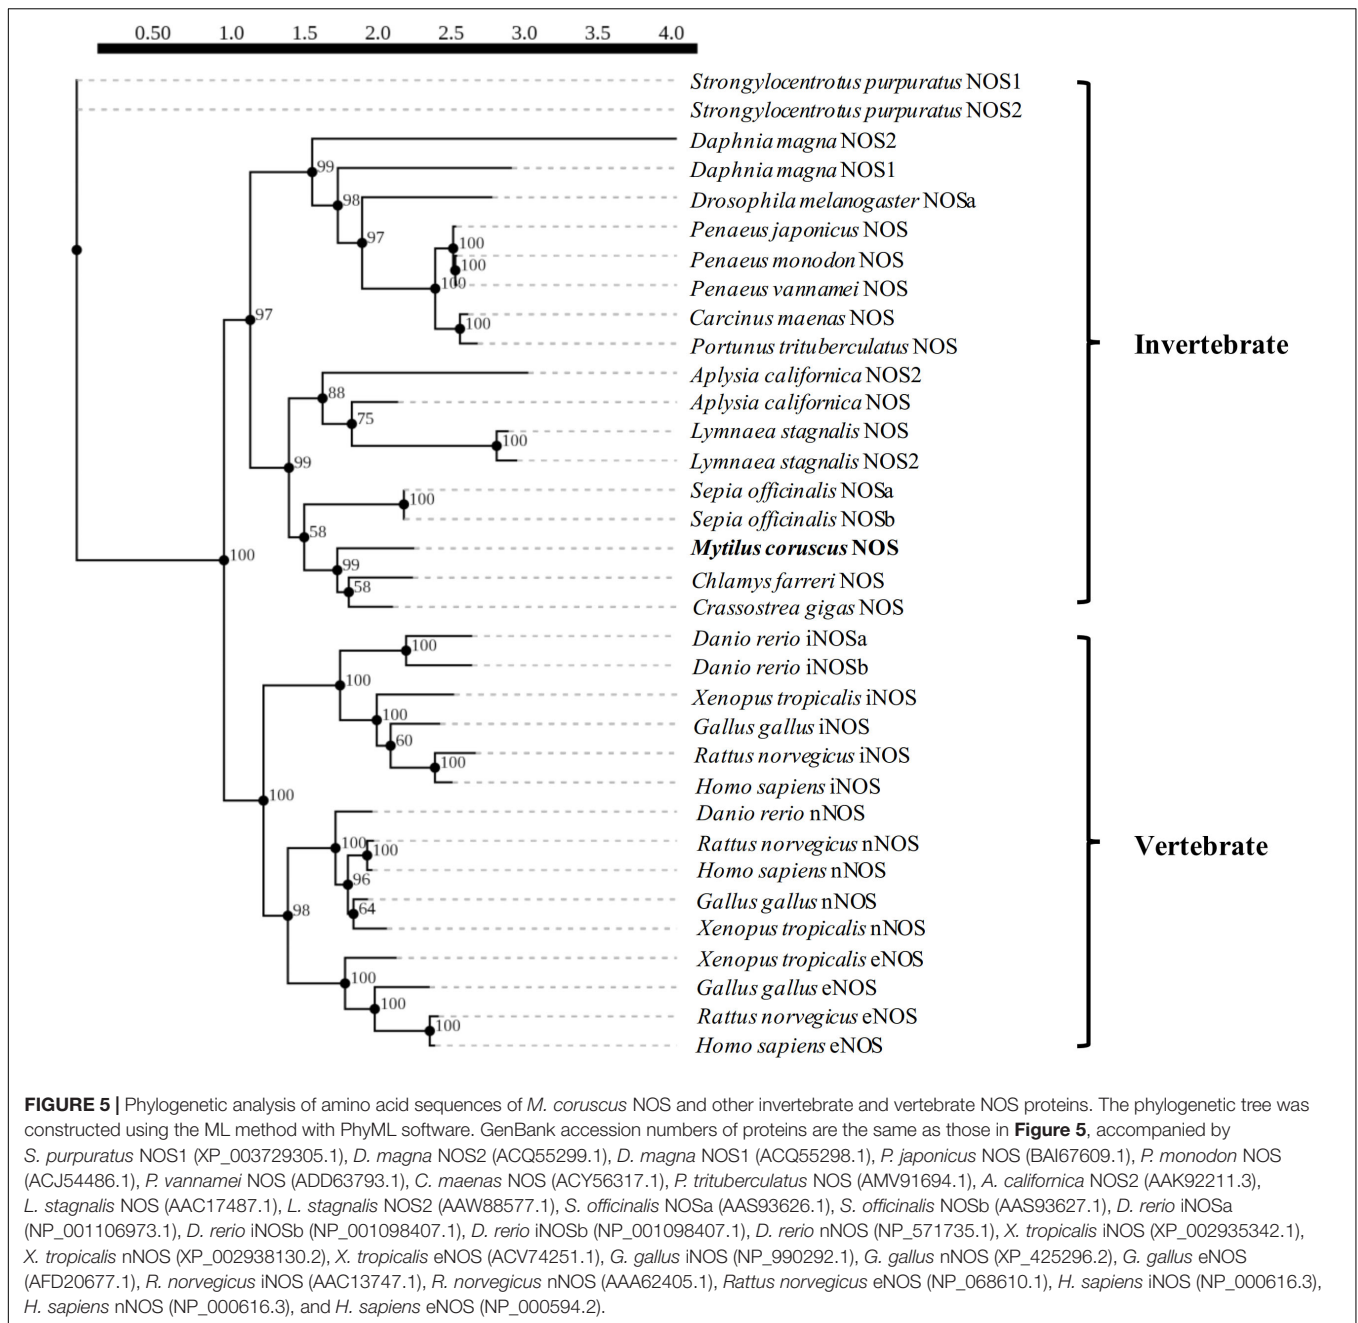 0.50 1.0 1.5 2.0 2.5 3.0 3.5 4.0
Strongylocentrotus purpuratus NOS1
Strongylocentrotus purpuratus NOS2
Daphnia magna NOS2
99
Daphnia magna NOS1
98
Drosophila melanogaster NOSa
97
Penaeus japonicus NOS
100
Penaeus monodon NOS
100
Penaeus vannamei NOS
100
Carcinus maenas NOS
97
100
Portunus trituberculatus NOS
Invertebrate
Aplysia californica NOS2
88
Aplysia californica NOS
75
Lymnaea stagnalis NOS
100
Lymnaea stagnalis NOS2
99
Sepia officinalis NOSa
100
Sepia officinalis NOSb
58
Mytilus coruscus NOS
100
99
Chlamys farreri NOS
58
Crassostrea gigas NOS
Danio rerio iNOSa
100
Danio rerio iNOSb
100
Xenopus tropicalis iNOS
100
Gallus gallus iNOS
60
Rattus norvegicus iNOS
100
Homo sapiens iNOS
100
Danio rerio nNOS
100
Rattus norvegicus nNOS
100
Vertebrate
Homo sapiens nNOS
96
Gallus gallus nNOS
64
98
Xenopus tropicalis nNOS
Xenopus tropicalis eNOS
100
Gallus gallus eNOS
100
Rattus norvegicus eNOS
100
Homo sapiens eNOS
FIGURE 5 | Phylogenetic analysis of amino acid sequences of M. coruscus NOS and other invertebrate and vertebrate NOS proteins. The phylogenetic tree was
constructed using the ML method with PhyML software. GenBank accession numbers of proteins are the same as those in Figure 5, accompanied by
S. purpuratus NOS1 (XP_003729305.1), D. magna NOS2 (ACQ55299.1), D. magna NOS1 (ACQ55298.1), P. japonicus NOS (BAI67609.1), P. monodon NOS
(ACJ54486.1), P. vannamei NOS (ADD63793.1), C. maenas NOS (ACY56317.1), P. trituberculatus NOS (AMV91694.1), A. californica NOS2 (AAK92211.3),
L. stagnalis NOS (AAC17487.1), L. stagnalis NOS2 (AAW88577.1), S. officinalis NOSa (AAS93626.1), S. officinalis NOSb (AAS93627.1), D. rerio iNOSa
(NP_001106973.1), D. rerio iNOSb (NP_001098407.1), D. rerio iNOSb (NP_001098407.1), D. rerio nNOS (NP_571735.1), X. tropicalis iNOS (XP_002935342.1),
X. tropicalis nNOS (XP_002938130.2), X. tropicalis eNOS (ACV74251.1), G. gallus iNOS (NP_990292.1), G. gallus nNOS (XP_425296.2), G. gallus eNOS
(AFD20677.1), R. norvegicus iNOS (AAC13747.1), R. norvegicus nNOS (AAA62405.1), Rattus norvegicus eNOS (NP_068610.1), H. sapiens iNOS (NP_000616.3),
H. sapiens nNOS (NP_000616.3), and H. sapiens eNOS (NP_000594.2).